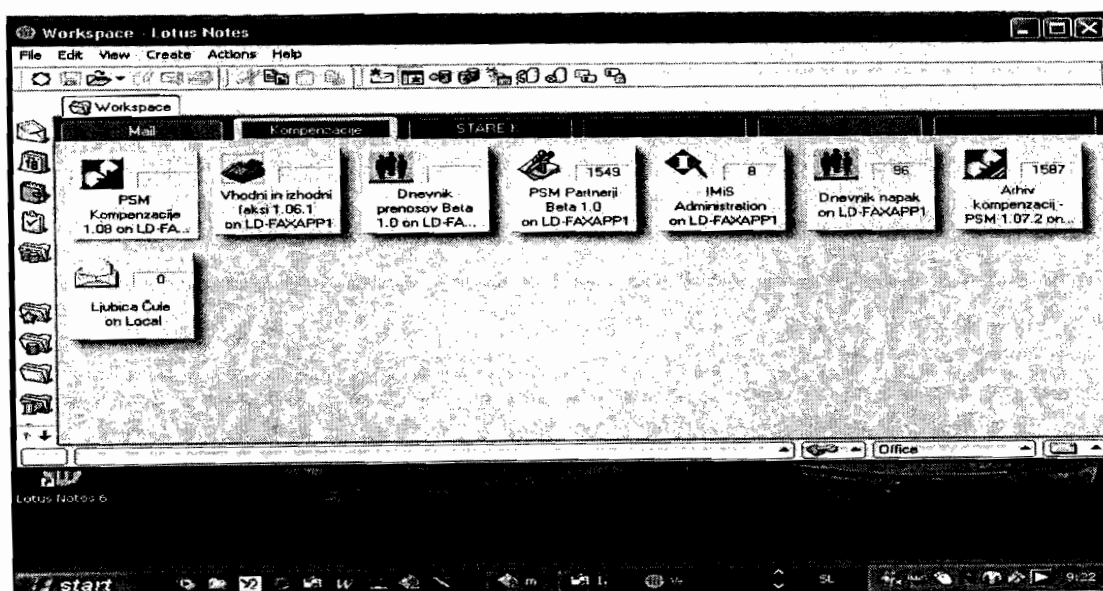 Workspace - Lotus Notes
File Edit View Create Actions Help
Workspace
Mail Kompenzacije STARE
PSM
Kompenzacije
1.08 on LD-FA...
Vhodni in izhodni
faksi 1.06.1
on LD-FAXAPP1
Dnevnik
prenosov Beta
1.0 on LD-FA...
1549
PSM Partnerji
Beta 1.0
on LD-FAXAPP1
8
IMiS
Administration
on LD-FAXAPP1
96
Dnevnik napak
on LD-FAXAPP1
1587
Arhiv
kompenzacij -
PSM 1.07.2 on...
0
Ljubica Čule
on Local
Office
Lotus Notes 6
start W m SL 9:22